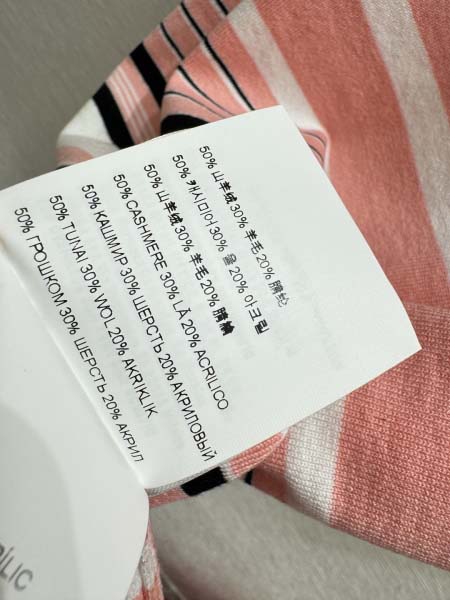 50% 山羊绒 30% 羊毛 20% 腈
50% 캐시미어 30% 울 20% 아크릴
50% 山羊绒 30% 羊毛 20% 腈
50% CASHMERE 30% LÃ 20% ACRILICO
50% КАШМИР 30% ШЕРСТЬ 20% АКРИЛОВЫЙ
50% TUNAI 30% WOL 20% AKRIKLIK
50% ГРОШКОМ 30% ШЕРСТЬ 20% АКРИЛ
LIC